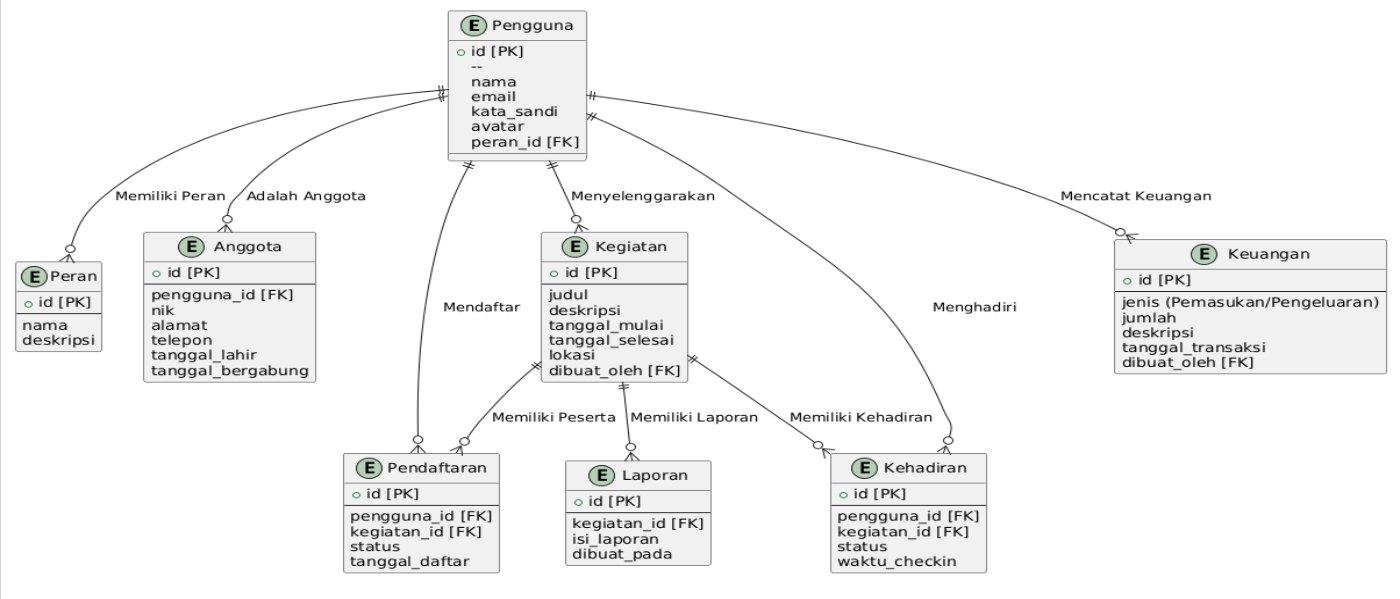 E Pengguna
id [PK]
--
nama
email
kata_sandi
avatar
peran_id [FK]
Memiliki Peran
Adalah Anggota
Menyelenggarakan
Mencatat Keuangan
E Peran
id [PK]
nama
deskripsi
E Anggota
id [PK]
pengguna_id [FK]
nik
alamat
telepon
tanggal_lahir
tanggal_bergabung
Mendaftar
E Kegiatan
id [PK]
judul
deskripsi
tanggal_mulai
tanggal_selesai
lokasi
dibuat_oleh [FK]
Menghadiri
E Keuangan
id [PK]
jenis (Pemasukan/Pengeluaran)
jumlah
deskripsi
tanggal_transaksi
dibuat_oleh [FK]
Memiliki Peserta
Memiliki Laporan
Memiliki Kehadiran
E Pendaftaran
id [PK]
pengguna_id [FK]
kegiatan_id [FK]
status
tanggal_daftar
E Laporan
id [PK]
kegiatan_id [FK]
isi_laporan
dibuat_pada
E Kehadiran
id [PK]
pengguna_id [FK]
kegiatan_id [FK]
status
waktu_checkin